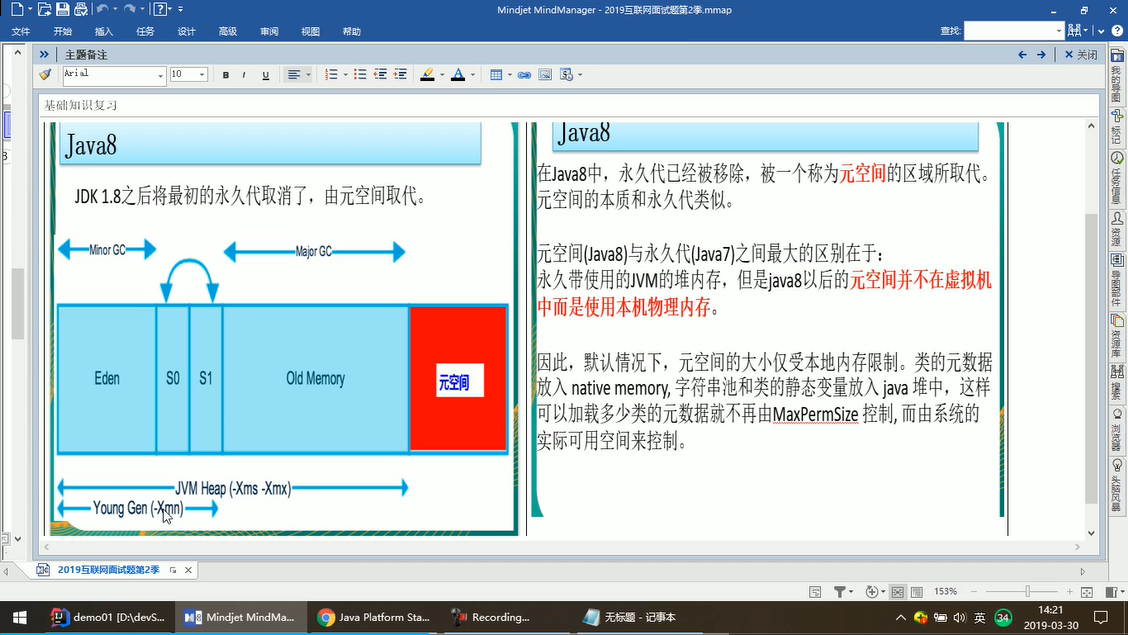 Mindjet MindManager - 2019互联网面试题第2季.mmap
文件 开始 插入 任务 设计 高级 审阅 视图 帮助 查找:
主题备注 关闭
Arial 10 B I U
基础知识复习
Java8
JDK 1.8之后将最初的永久代取消了，由元空间取代。
Minor GC Major GC
Eden S0 S1 Old Memory 元空间
JVM Heap (-Xms -Xmx)
Young Gen (-Xmn)
Java8
在Java8中，永久代已经被移除，被一个称为元空间的区域所取代。
元空间的本质和永久代类似。
元空间(Java8)与永久代(Java7)之间最大的区别在于：
永久带使用的JVM的堆内存，但是java8以后的元空间并不在虚拟机
中而是使用本机物理内存。
因此，默认情况下，元空间的大小仅受本地内存限制。类的元数据
放入 native memory, 字符串池和类的静态变量放入 java 堆中，这样
可以加载多少类的元数据就不再由MaxPermSize 控制, 而由系统的
实际可用空间来控制。
我的导图
标记
任务信息
资源
导图部件
资源库
搜索
浏览器
头脑风暴
2019互联网面试题第2季
153%
demo01 [D:\devS...
Mindjet MindMa...
Java Platform Sta...
Recording...
无标题 - 记事本
英
34
14:21
2019-03-30